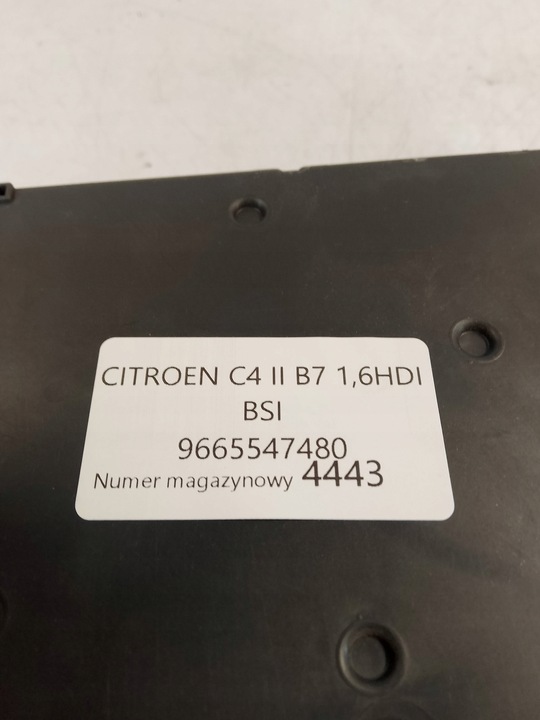 CITROEN C4 II B7 1,6HDI
BSI
9665547480
Numer magazynowy 4443